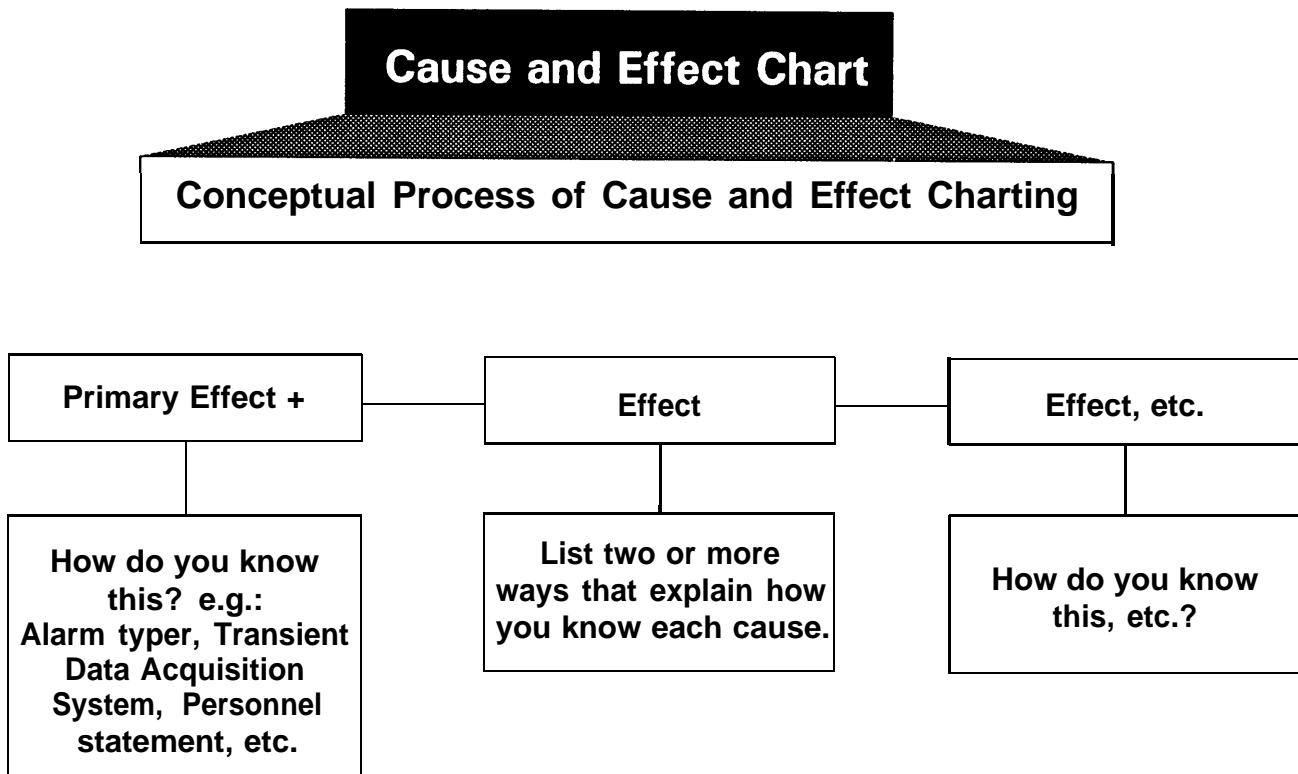 Cause and Effect Chart
Conceptual Process of Cause and Effect Charting
Primary Effect +
Effect
Effect, etc.
How do you know
this? e.g.:
Alarm typer, Transient
Data Acquisition
System, Personnel
statement, etc.
List two or more
ways that explain how
you know each cause.
How do you know
this, etc.?